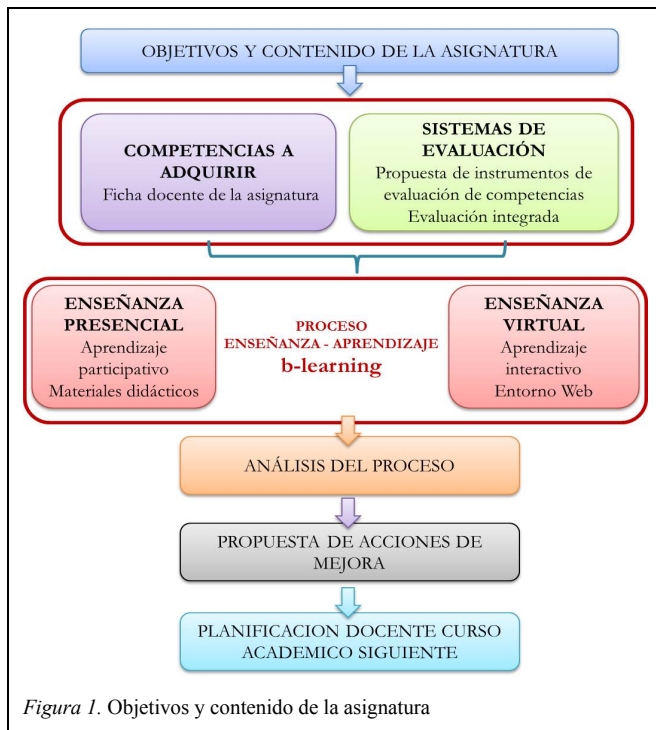 OBJETIVOS Y CONTENIDO DE LA ASIGNATURA
COMPETENCIAS A
ADQUIRIR
Ficha docente de la asignatura
SISTEMAS DE
EVALUACIÓN
Propuesta de instrumentos de
evaluación de competencias
Evaluación integrada
ENSEÑANZA
PRESENCIAL
Aprendizaje
participativo
Materiales didácticos
PROCESO
ENSEÑANZA - APRENDIZAJE
b-learning
ENSEÑANZA
VIRTUAL
Aprendizaje
interactivo
Entorno Web
ANÁLISIS DEL PROCESO
PROPUESTA DE ACCIONES DE
MEJORA
PLANIFICACION DOCENTE CURSO
ACADEMICO SIGUIENTE
Figura 1. Objetivos y contenido de la asignatura